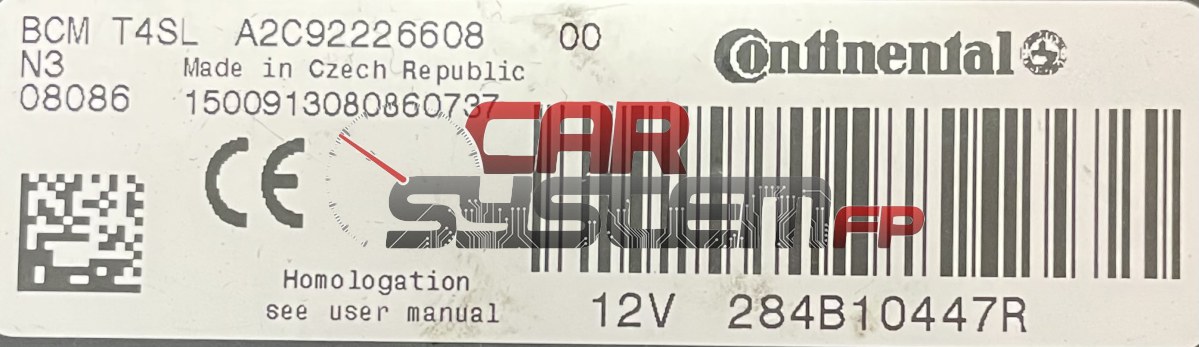 BCM T4SL A2C92226608 00
Continental
N3 Made in Czech Republic
08086 1500913080860737
CE
CAR
SYSTEM FP
Homologation
see user manual
12V 284B10447R